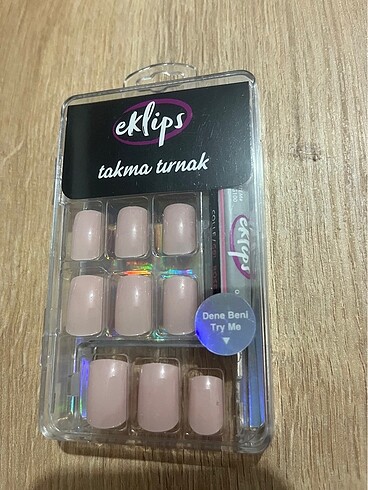 eklips
takma tırnak
eklips
Dene Beni
Try Me